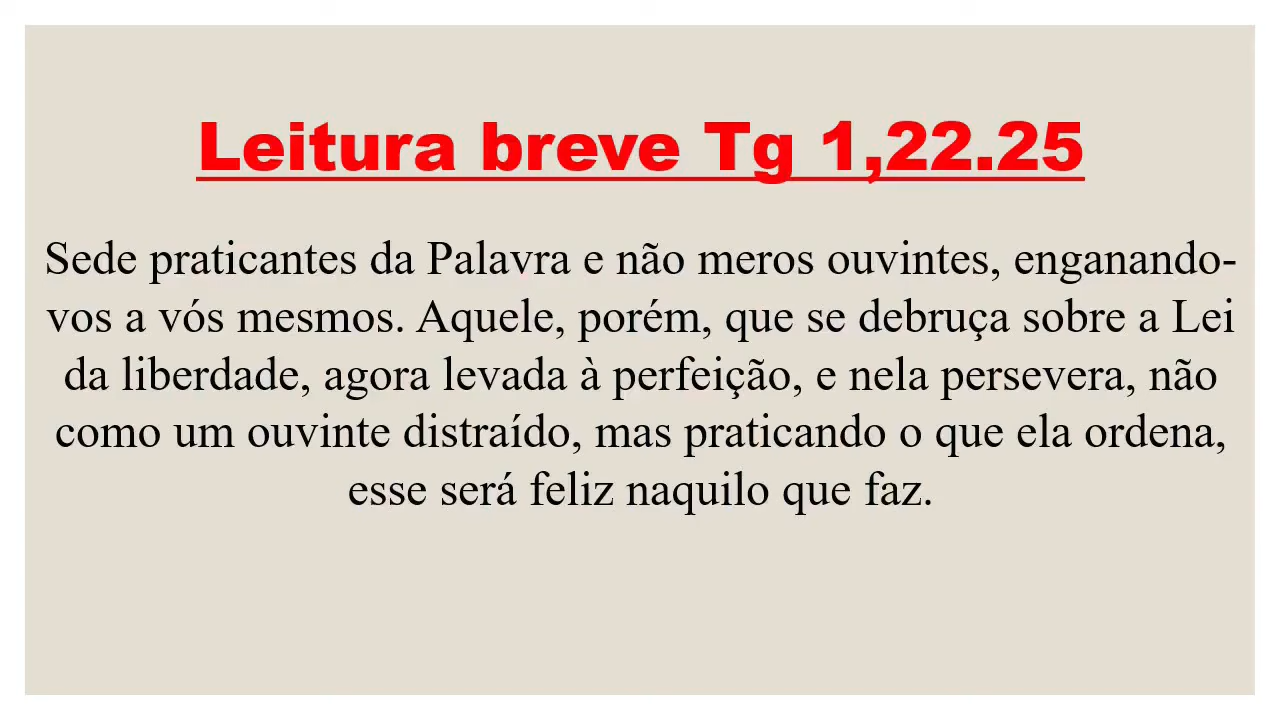 Leitura breve Tg 1,22.25
Sede praticantes da Palavra e não meros ouvintes, enganando-
vos a vós mesmos. Aquele, porém, que se debruça sobre a Lei
da liberdade, agora levada à perfeição, e nela persevera, não
como um ouvinte distraído, mas praticando o que ela ordena,
esse será feliz naquilo que faz.